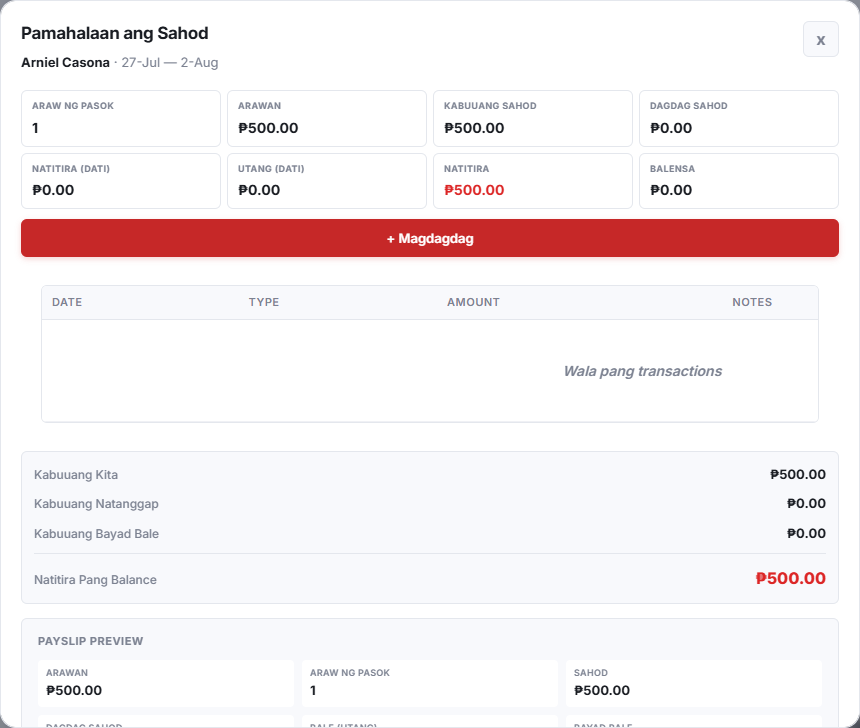 Pamahalaan ang Sahod
x
Arniel Casona · 27-Jul — 2-Aug
ARAW NG PASOK
1
ARAWAN
₱500.00
KABUUANG SAHOD
₱500.00
DAGDAG SAHOD
₱0.00
NATITIRA (DATI)
₱0.00
UTANG (DATI)
₱0.00
NATITIRA
₱500.00
BALENSA
₱0.00
+ Magdagdag
DATE TYPE AMOUNT NOTES
Wala pang transactions
Kabuuang Kita ₱500.00
Kabuuang Natanggap ₱0.00
Kabuuang Bayad Bale ₱0.00
Natitira Pang Balance ₱500.00
PAYSLIP PREVIEW
ARAWAN
₱500.00
ARAW NG PASOK
1
SAHOD
₱500.00
DAGDAG SAHOD BALE (UTANG) BAYAD BALE